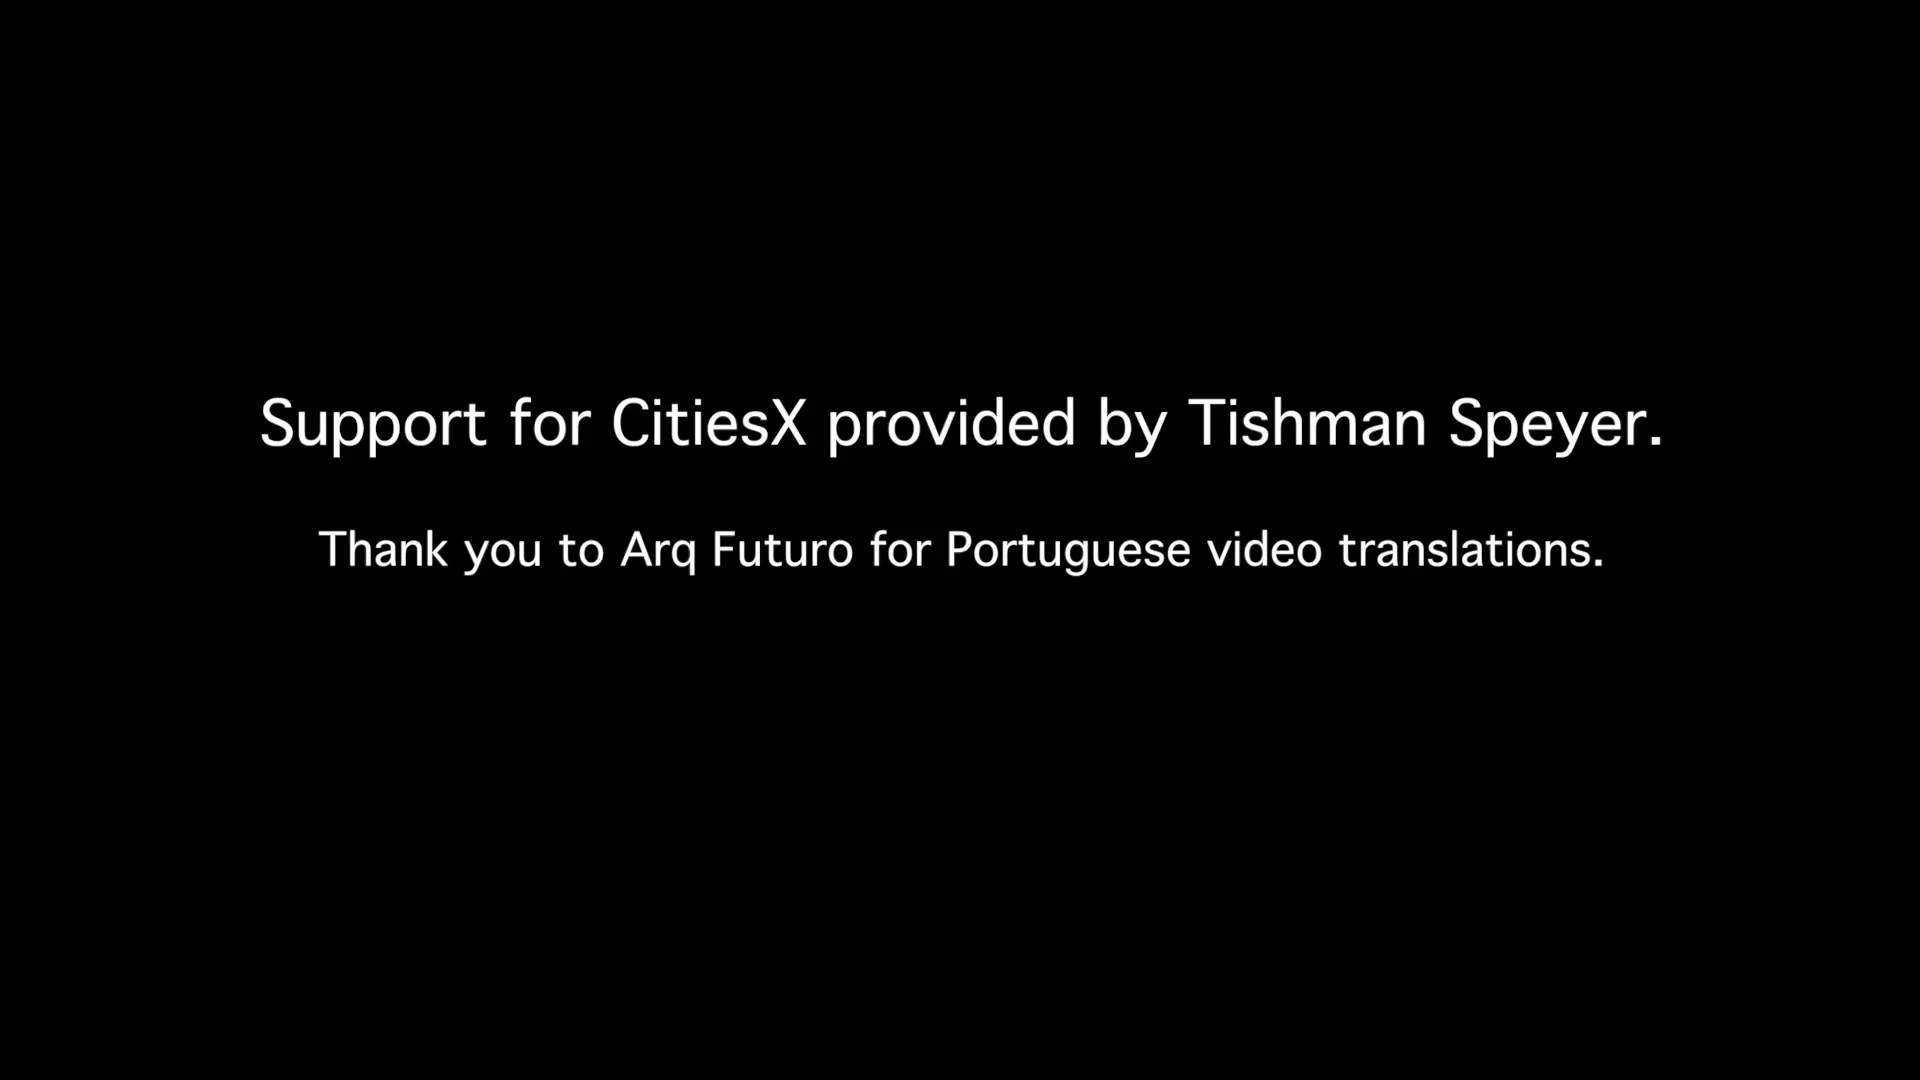 Support for CitiesX provided by Tishman Speyer.
Thank you to Arq Futuro for Portuguese video translations.